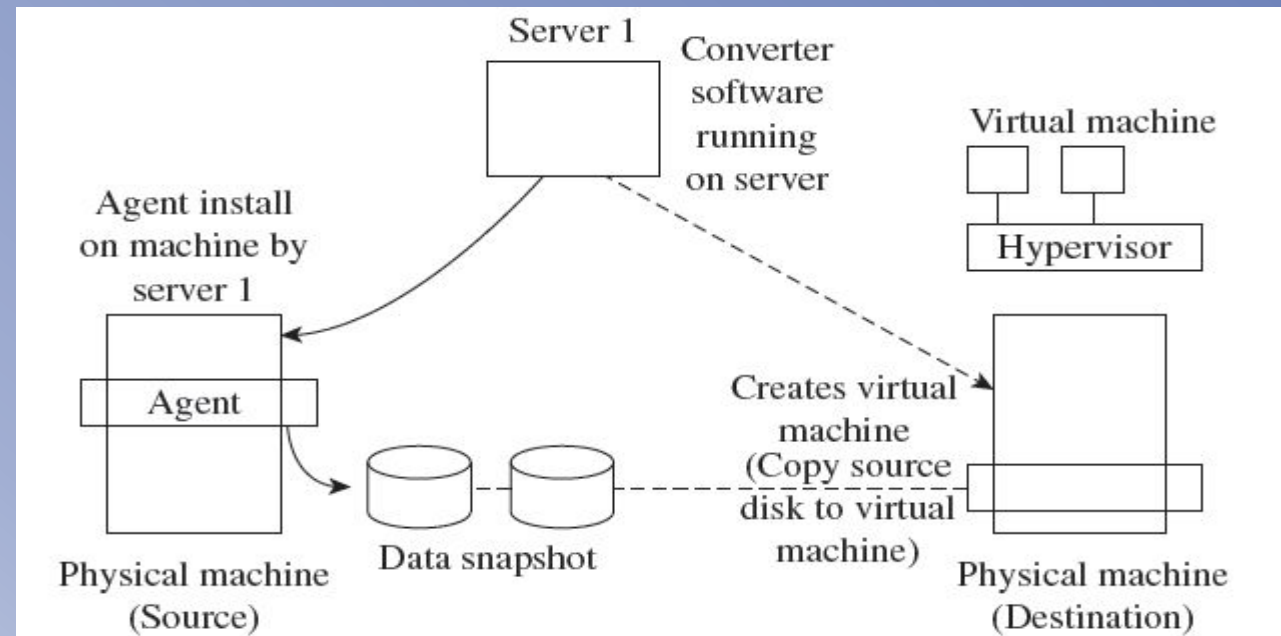 Server 1
Converter
software
running
on server
Virtual machine
Hypervisor
Agent install
on machine by
server 1
Agent
Creates virtual
machine
(Copy source
disk to virtual
machine)
Data snapshot
Physical machine
(Source)
Physical machine
(Destination)